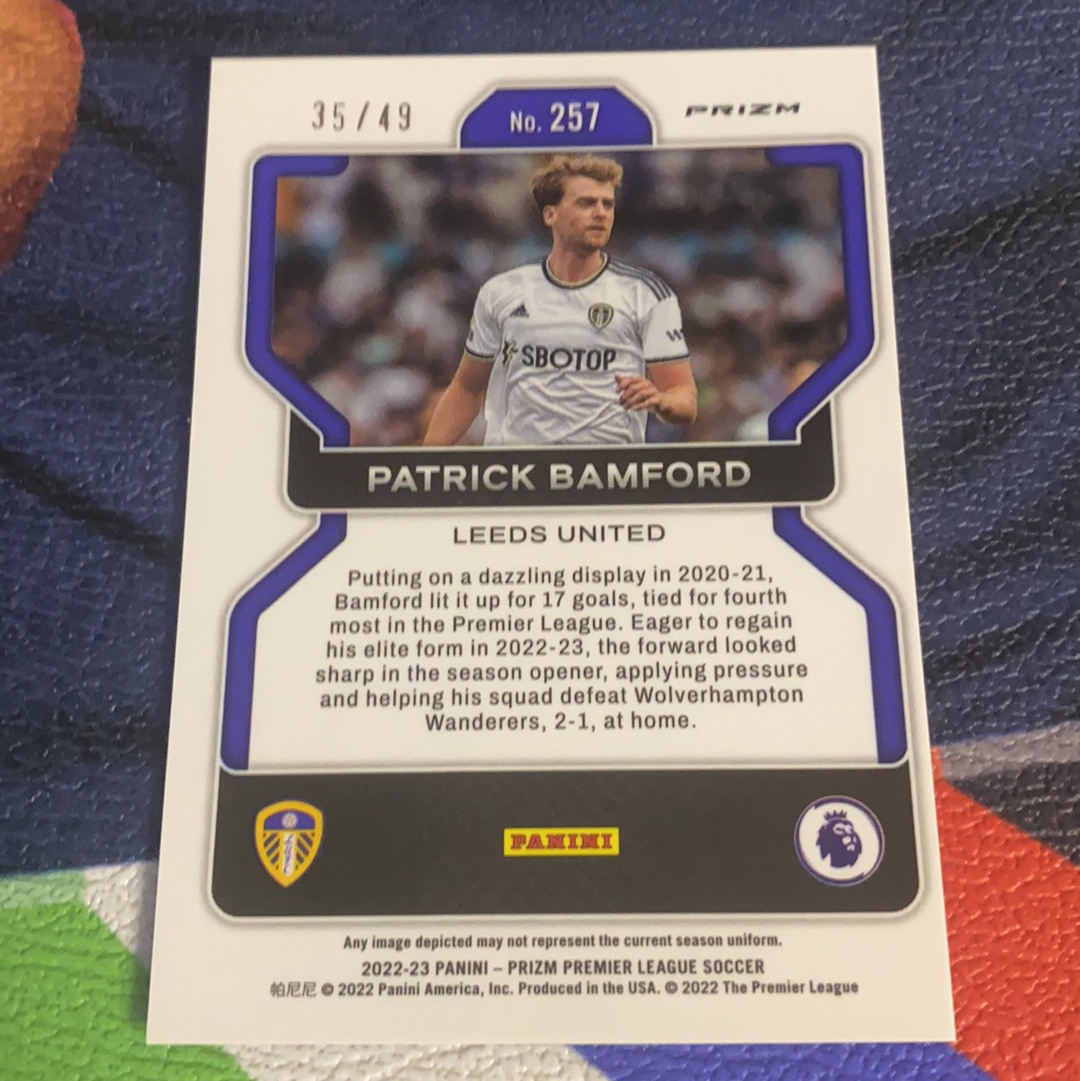 35/49
No. 257
PRIZM
SBOTOP
PATRICK BAMFORD
LEEDS UNITED
Putting on a dazzling display in 2020-21,
Bamford lit it up for 17 goals, tied for fourth
most in the Premier League. Eager to regain
his elite form in 2022-23, the forward looked
sharp in the season opener, applying pressure
and helping his squad defeat Wolverhampton
Wanderers, 2-1, at home.
PANINI
Any image depicted may not represent the current season uniform.
2022-23 PANINI – PRIZM PREMIER LEAGUE SOCCER
帕尼尼 © 2022 Panini America, Inc. Produced in the USA. © 2022 The Premier League